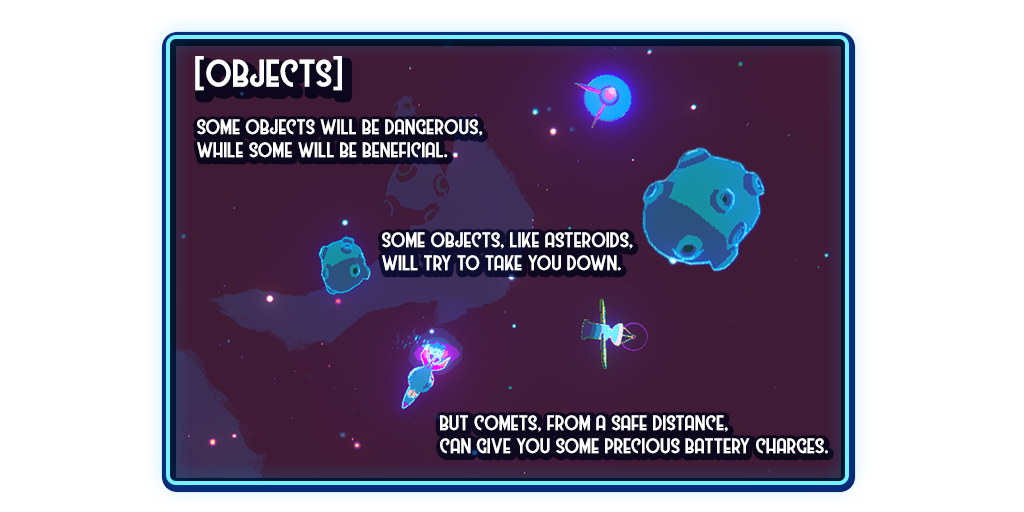 [OBJECTS]
SOME OBJECTS WILL BE DANGEROUS,
WHILE SOME WILL BE BENEFICIAL.
SOME OBJECTS, LIKE ASTEROIDS,
WILL TRY TO TAKE YOU DOWN.
BUT COMETS, FROM A SAFE DISTANCE,
CAN GIVE YOU SOME PRECIOUS BATTERY CHARGES.